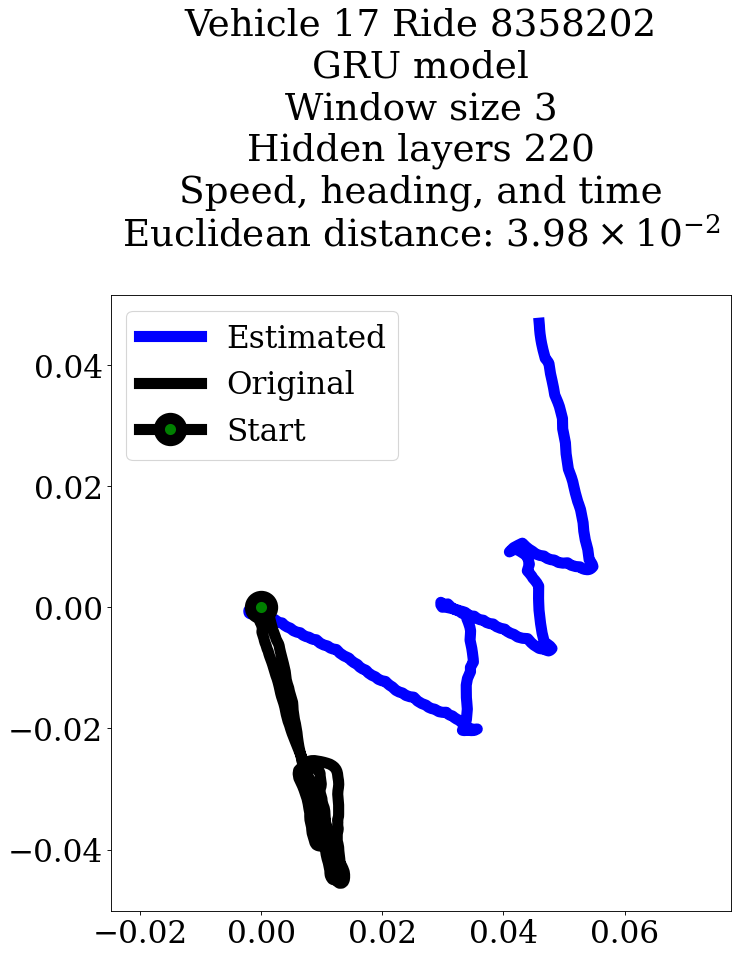 Vehicle 17 Ride 8358202
GRU model
Window size 3
Hidden layers 220
Speed, heading, and time
Euclidean distance: 3.98 × 10⁻²
Estimated
Original
Start
0.04
0.02
0.00
−0.02
−0.04
−0.02 0.00 0.02 0.04 0.06